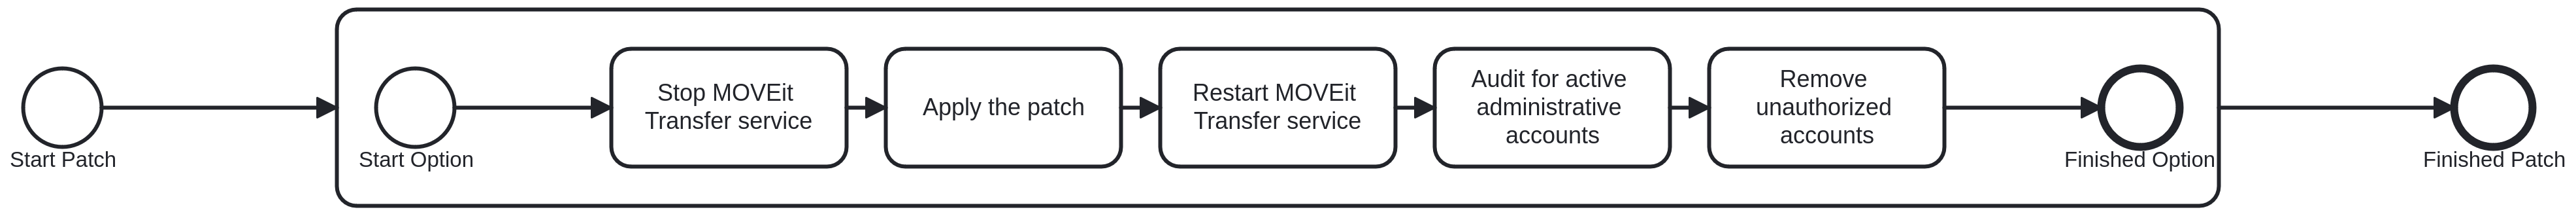 Start Patch
Start Option
Stop MOVEit
Transfer service
Apply the patch
Restart MOVEit
Transfer service
Audit for active
administrative
accounts
Remove
unauthorized
accounts
Finished Option
Finished Patch